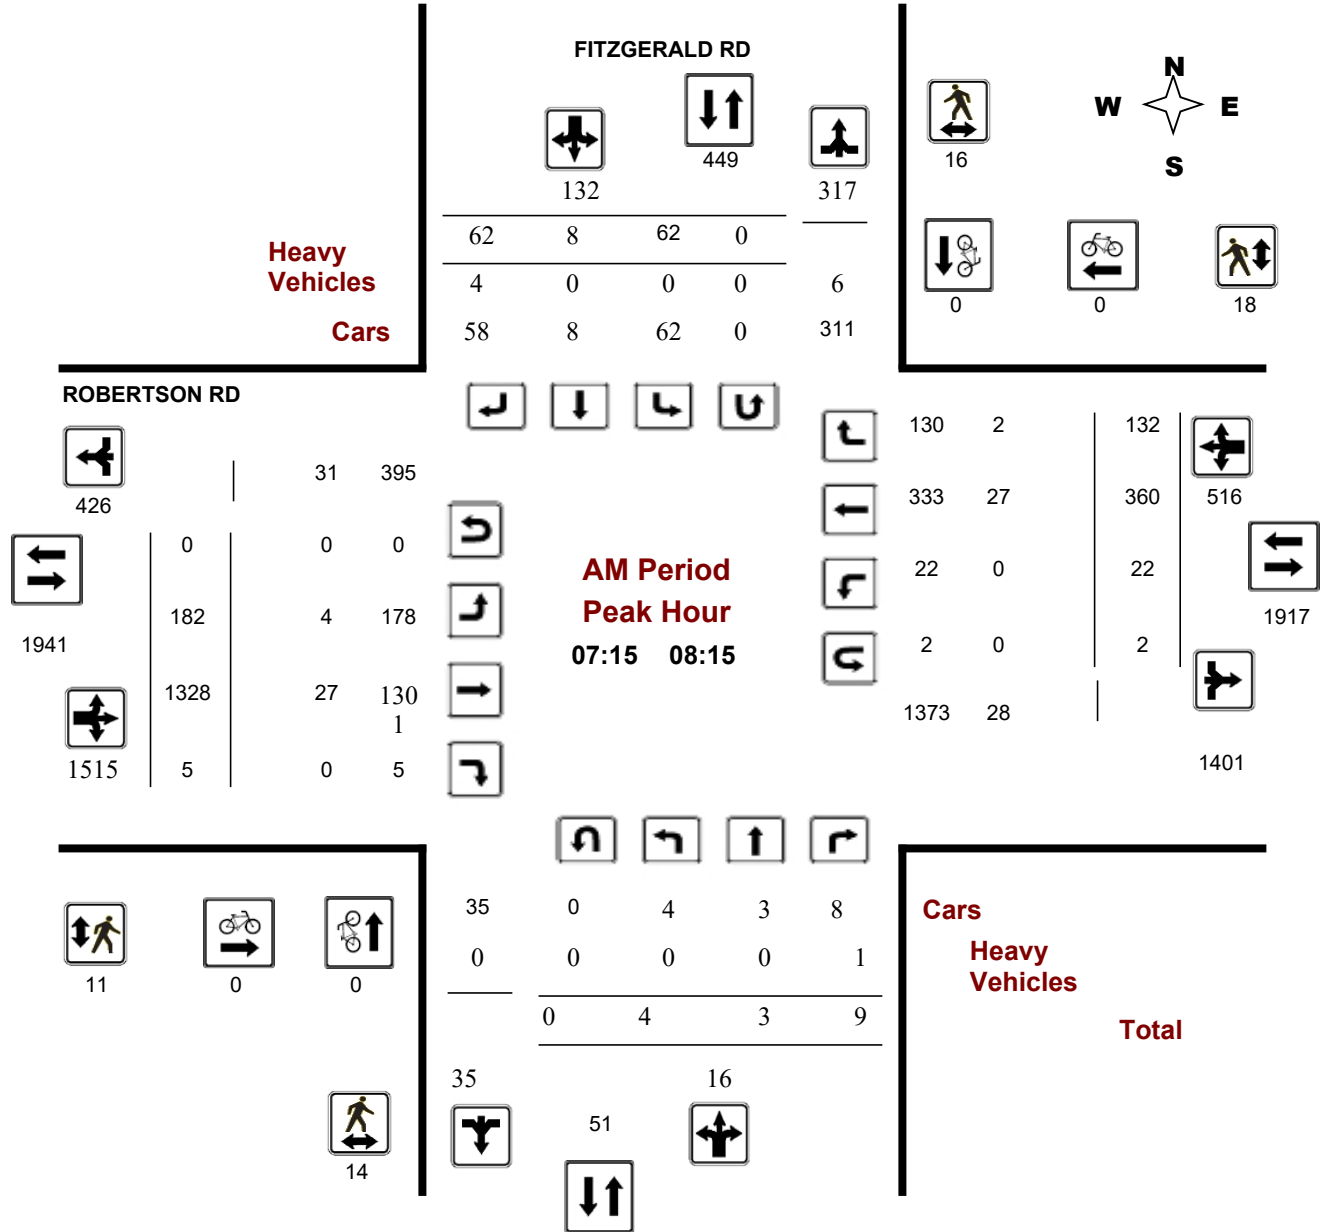 FITZGERALD RD
N
W E
S
449
16
132 317
62 8 62 0
Heavy
Vehicles
4 0 0 0 6
0 0 18
Cars
58 8 62 0 311
ROBERTSON RD
130 2 132
31 395
426
333 27 360 516
0 0 0
AM Period
22 0 22
Peak Hour
182 4 178
1917
1941
07:15 08:15
2 0 2
1328 27 130
1
1373 28
1515 5 0 5
1401
35 0 4 3 8
Cars
0 0 0 0 1
Heavy
Vehicles
11 0 0
0 4 3 9
Total
35 16
51
14